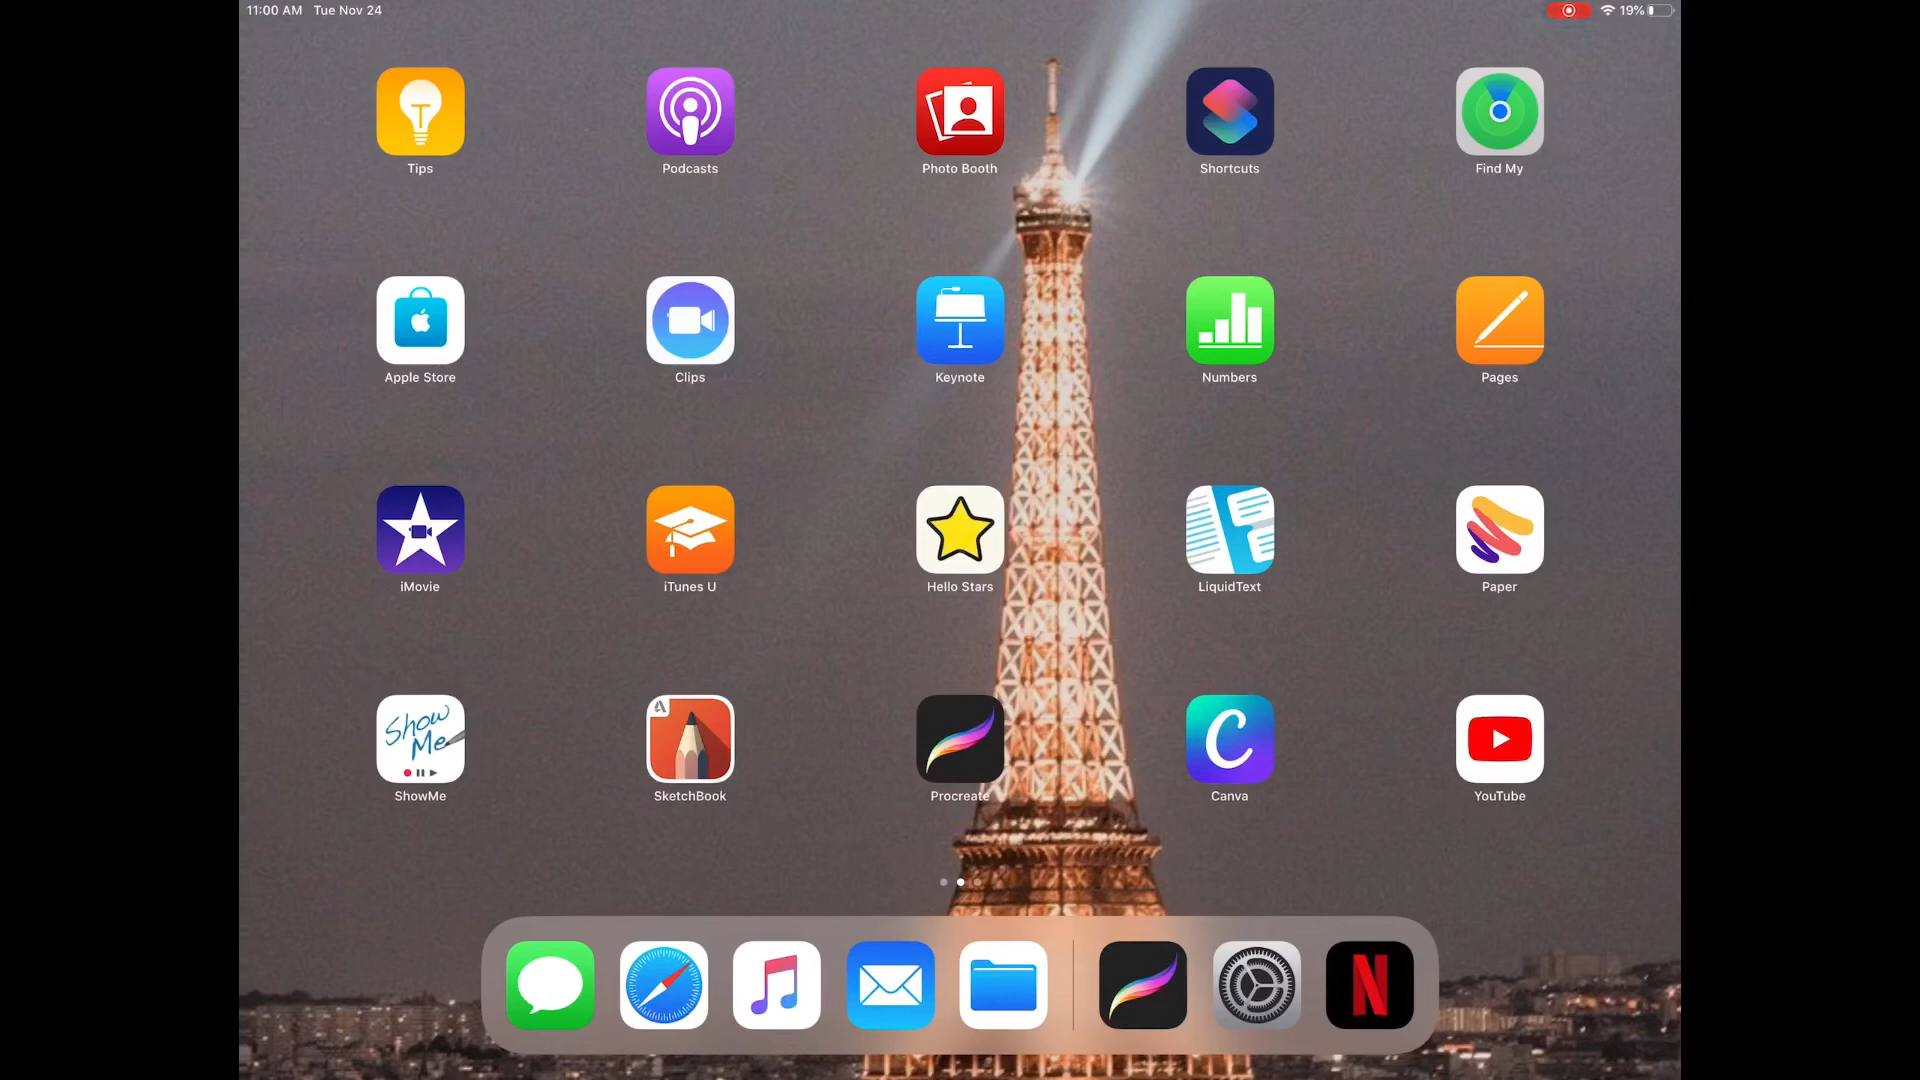 11:00 AM Tue Nov 24 19%
Tips Podcasts Photo Booth Shortcuts Find My
Apple Store Clips Keynote Numbers Pages
iMovie iTunes U Hello Stars LiquidText Paper
Show
Me
ShowMe SketchBook Procreate Canva YouTube